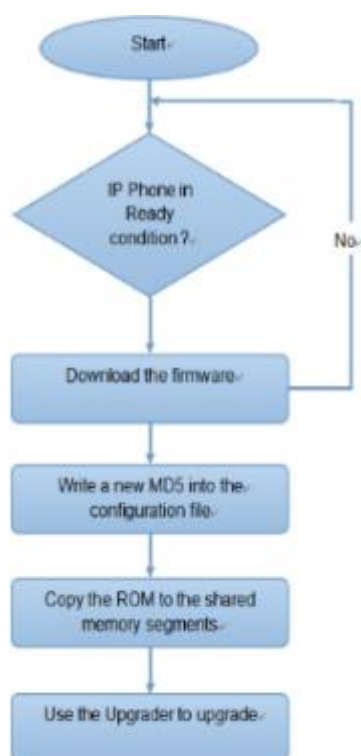 Start
IP Phone in
Ready
condition?
No
Download the firmware
Write a new MD5 into the
configuration file
Copy the ROM to the shared
memory segments
Use the Upgrader to upgrade